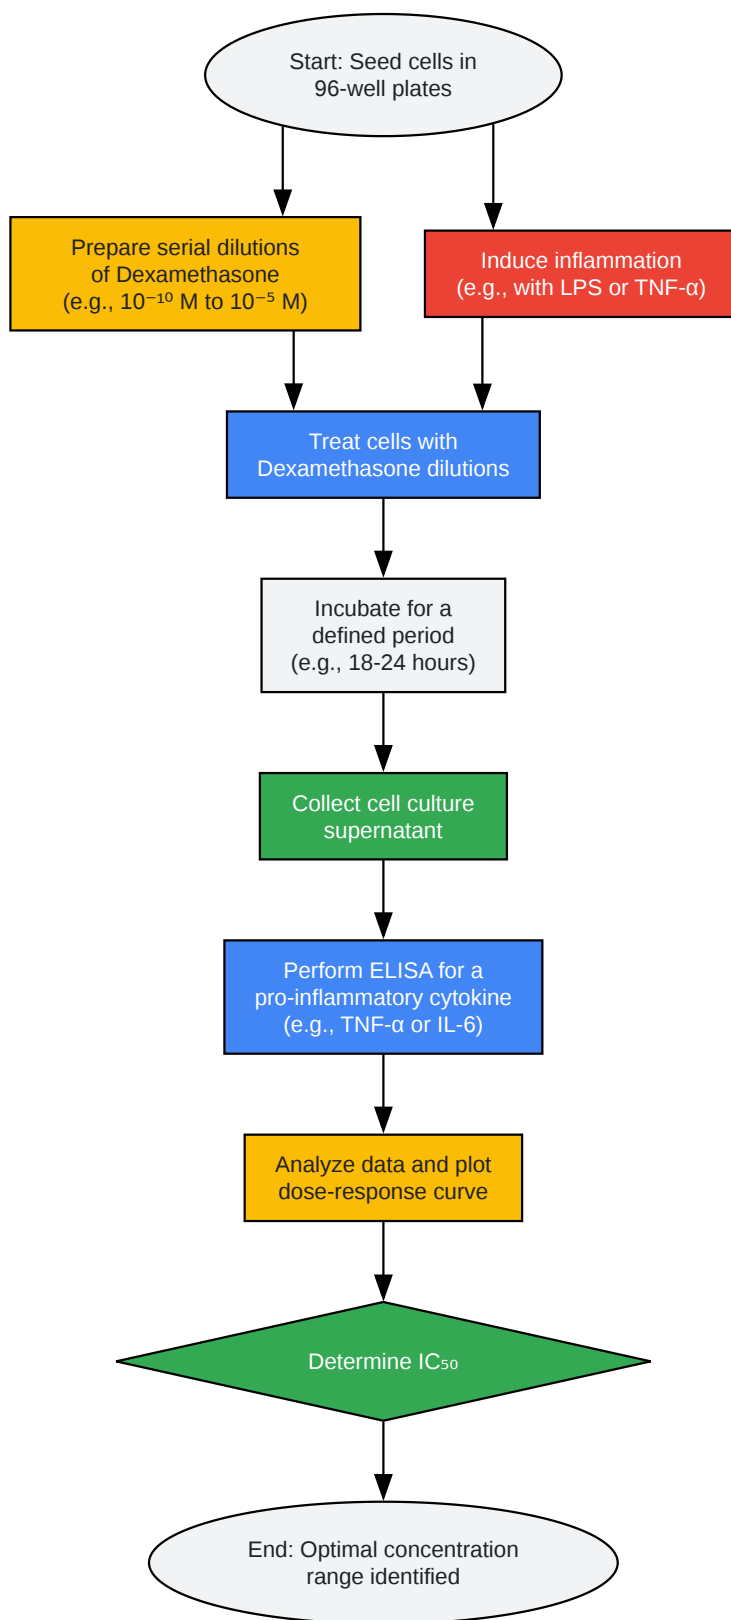 Start: Seed cells in
96-well plates
Prepare serial dilutions
of Dexamethasone
(e.g., 10⁻¹⁰ M to 10⁻⁵ M)
Induce inflammation
(e.g., with LPS or TNF-α)
Treat cells with
Dexamethasone dilutions
Incubate for a
defined period
(e.g., 18-24 hours)
Collect cell culture
supernatant
Perform ELISA for a
pro-inflammatory cytokine
(e.g., TNF-α or IL-6)
Analyze data and plot
dose-response curve
Determine IC₅₀
End: Optimal concentration
range identified